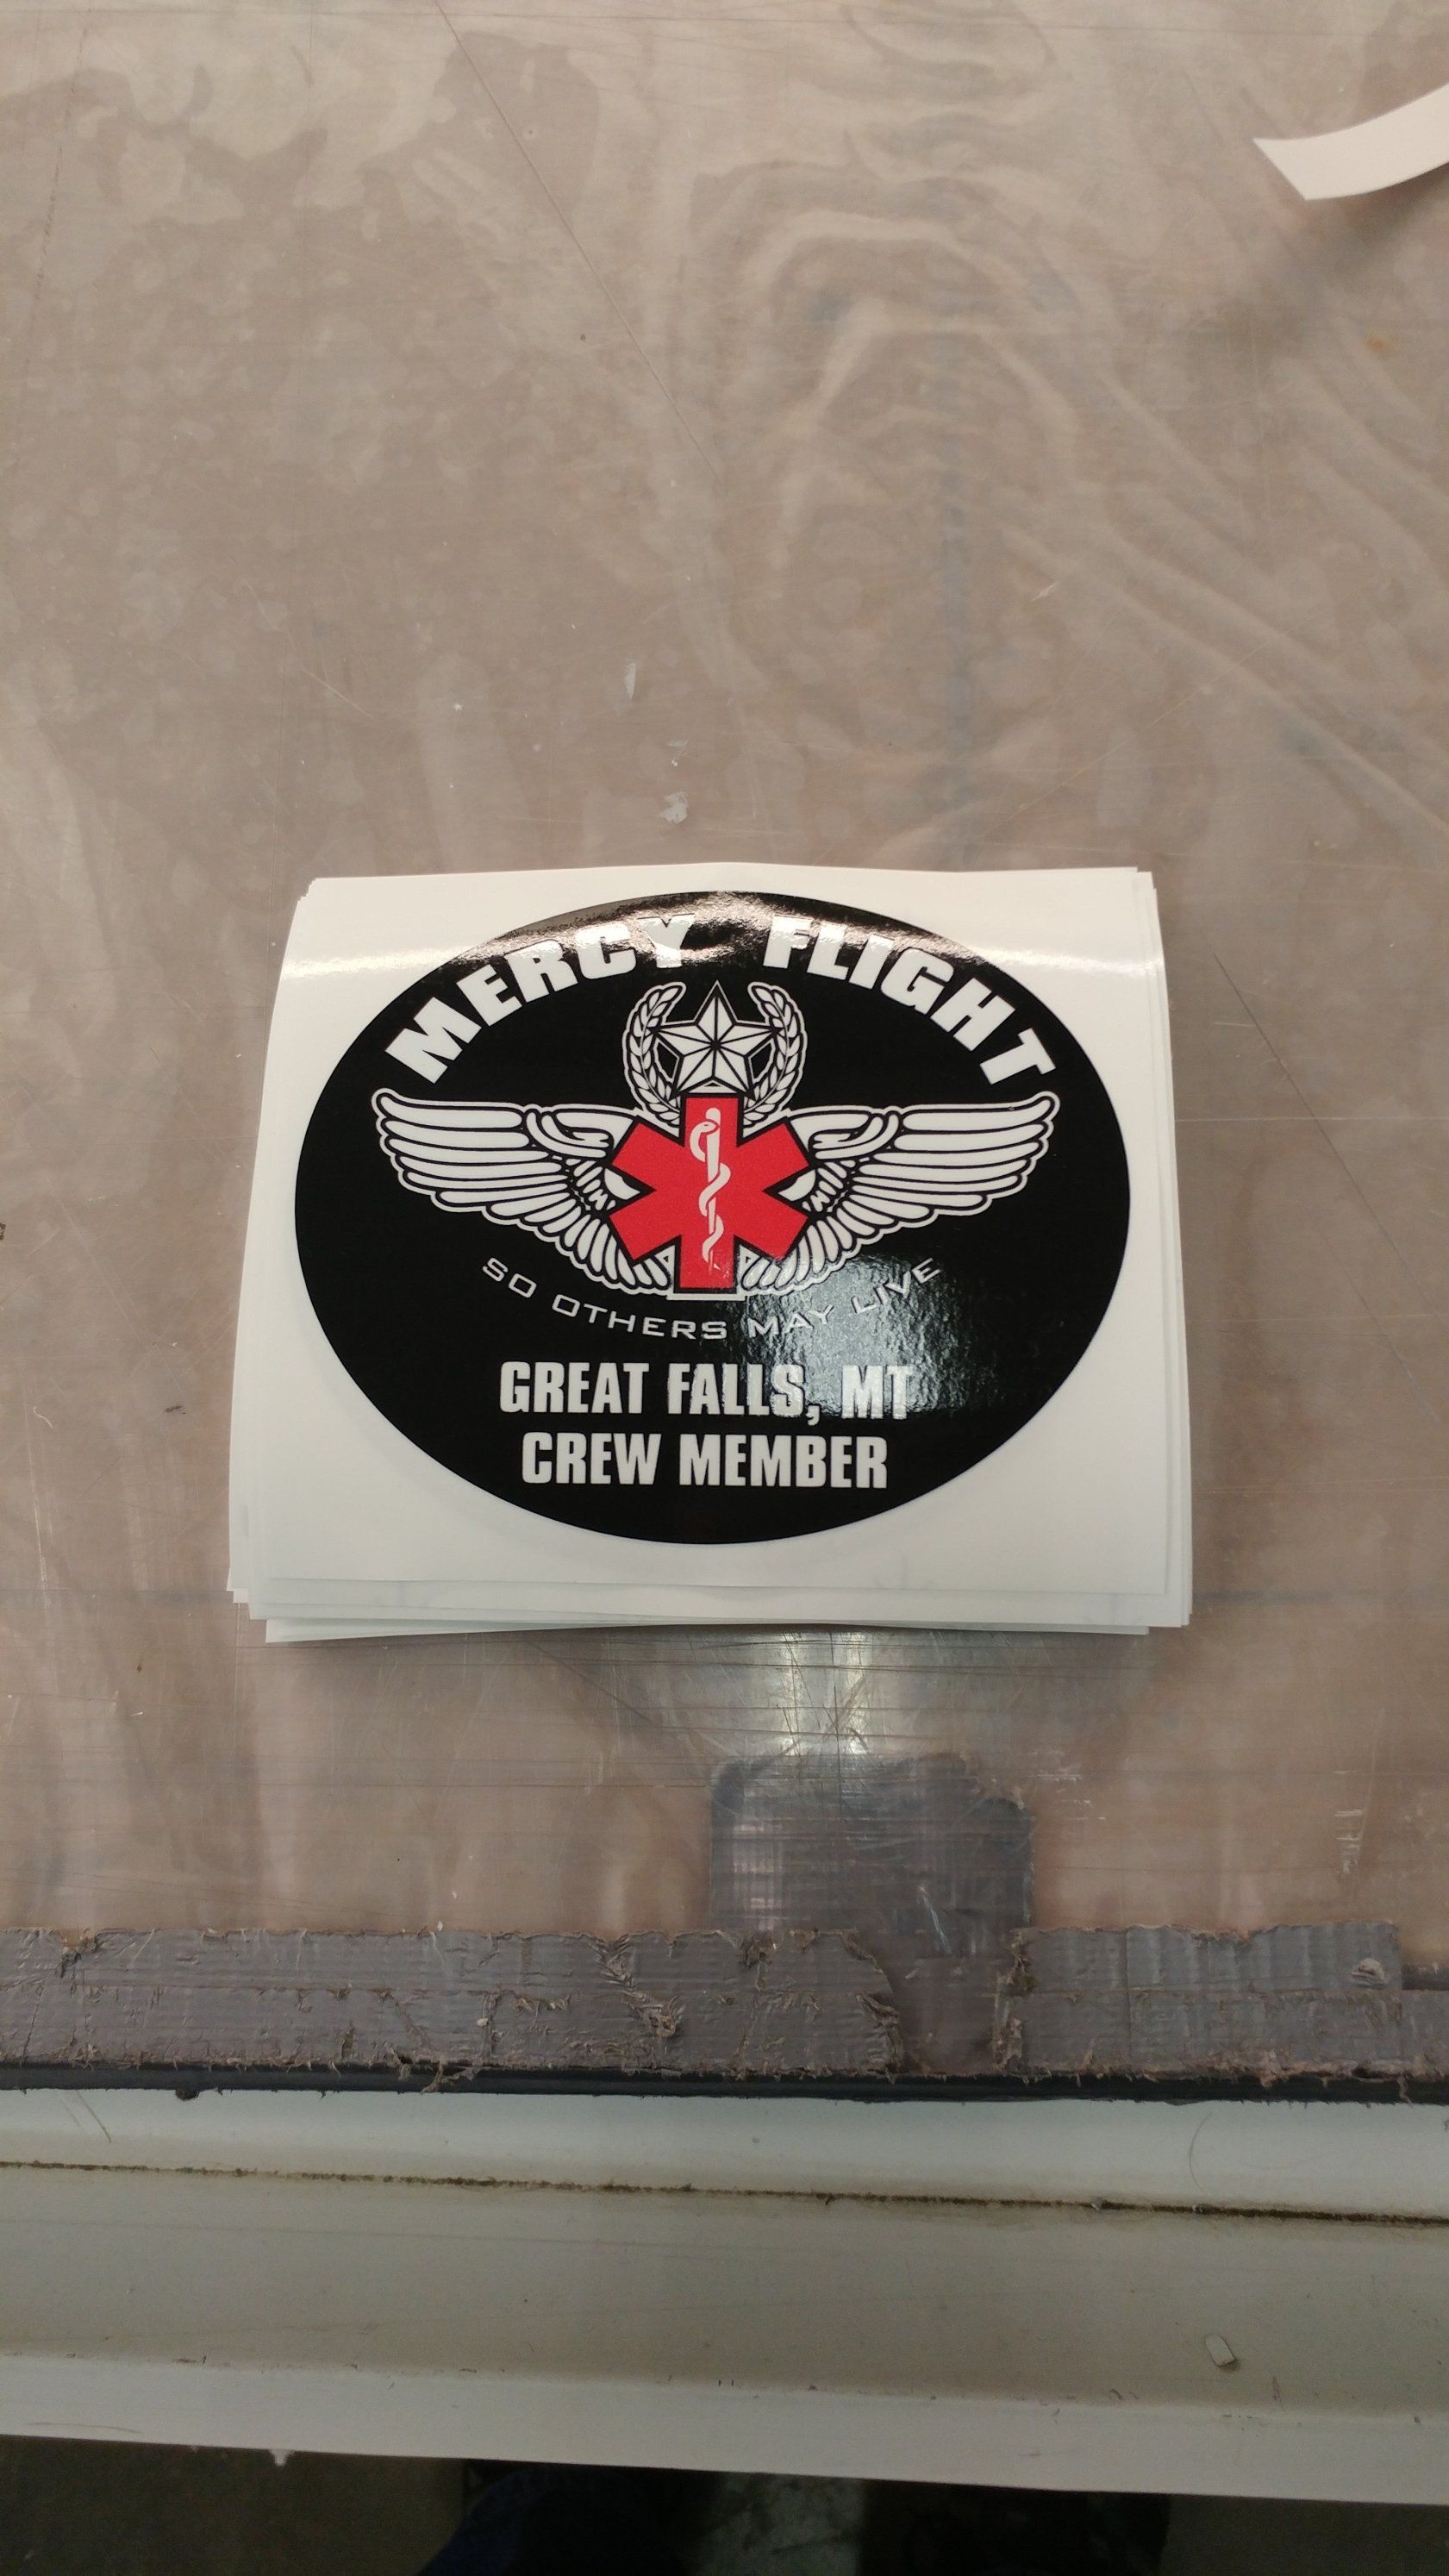 MERCY FLIGHT
SO OTHERS MAY LIVE
GREAT FALLS, MT
CREW MEMBER